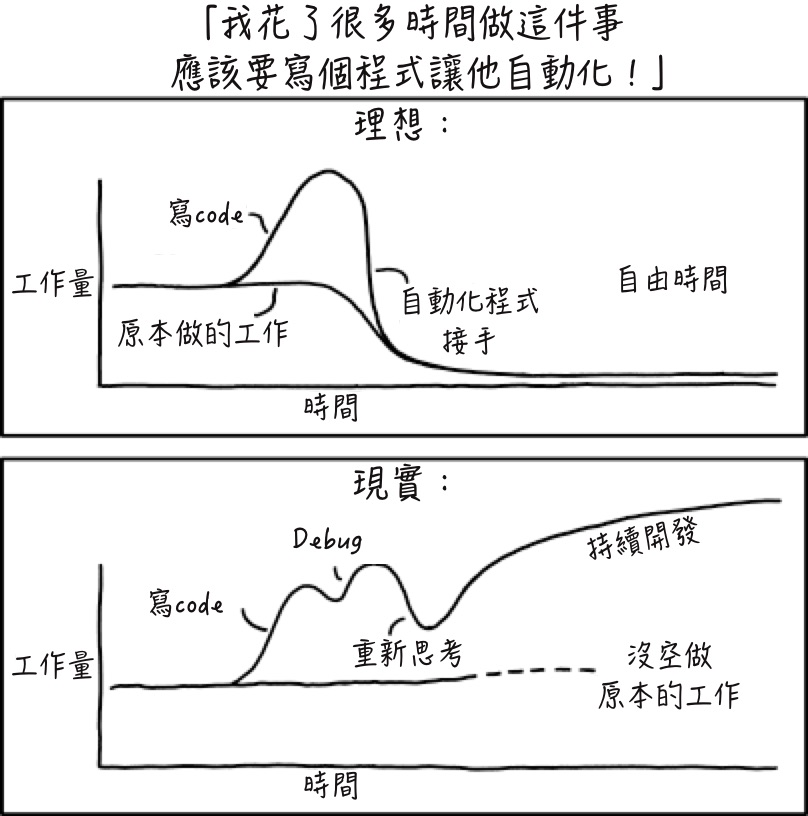 「我花了很多時間做這件事
應該要寫個程式讓他自動化！」
理想：
寫code
工作量
原本做的工作
自動化程式
接手
自由時間
時間
現實：
Debug
寫code
持續開發
工作量
重新思考
沒空做
原本的工作
時間